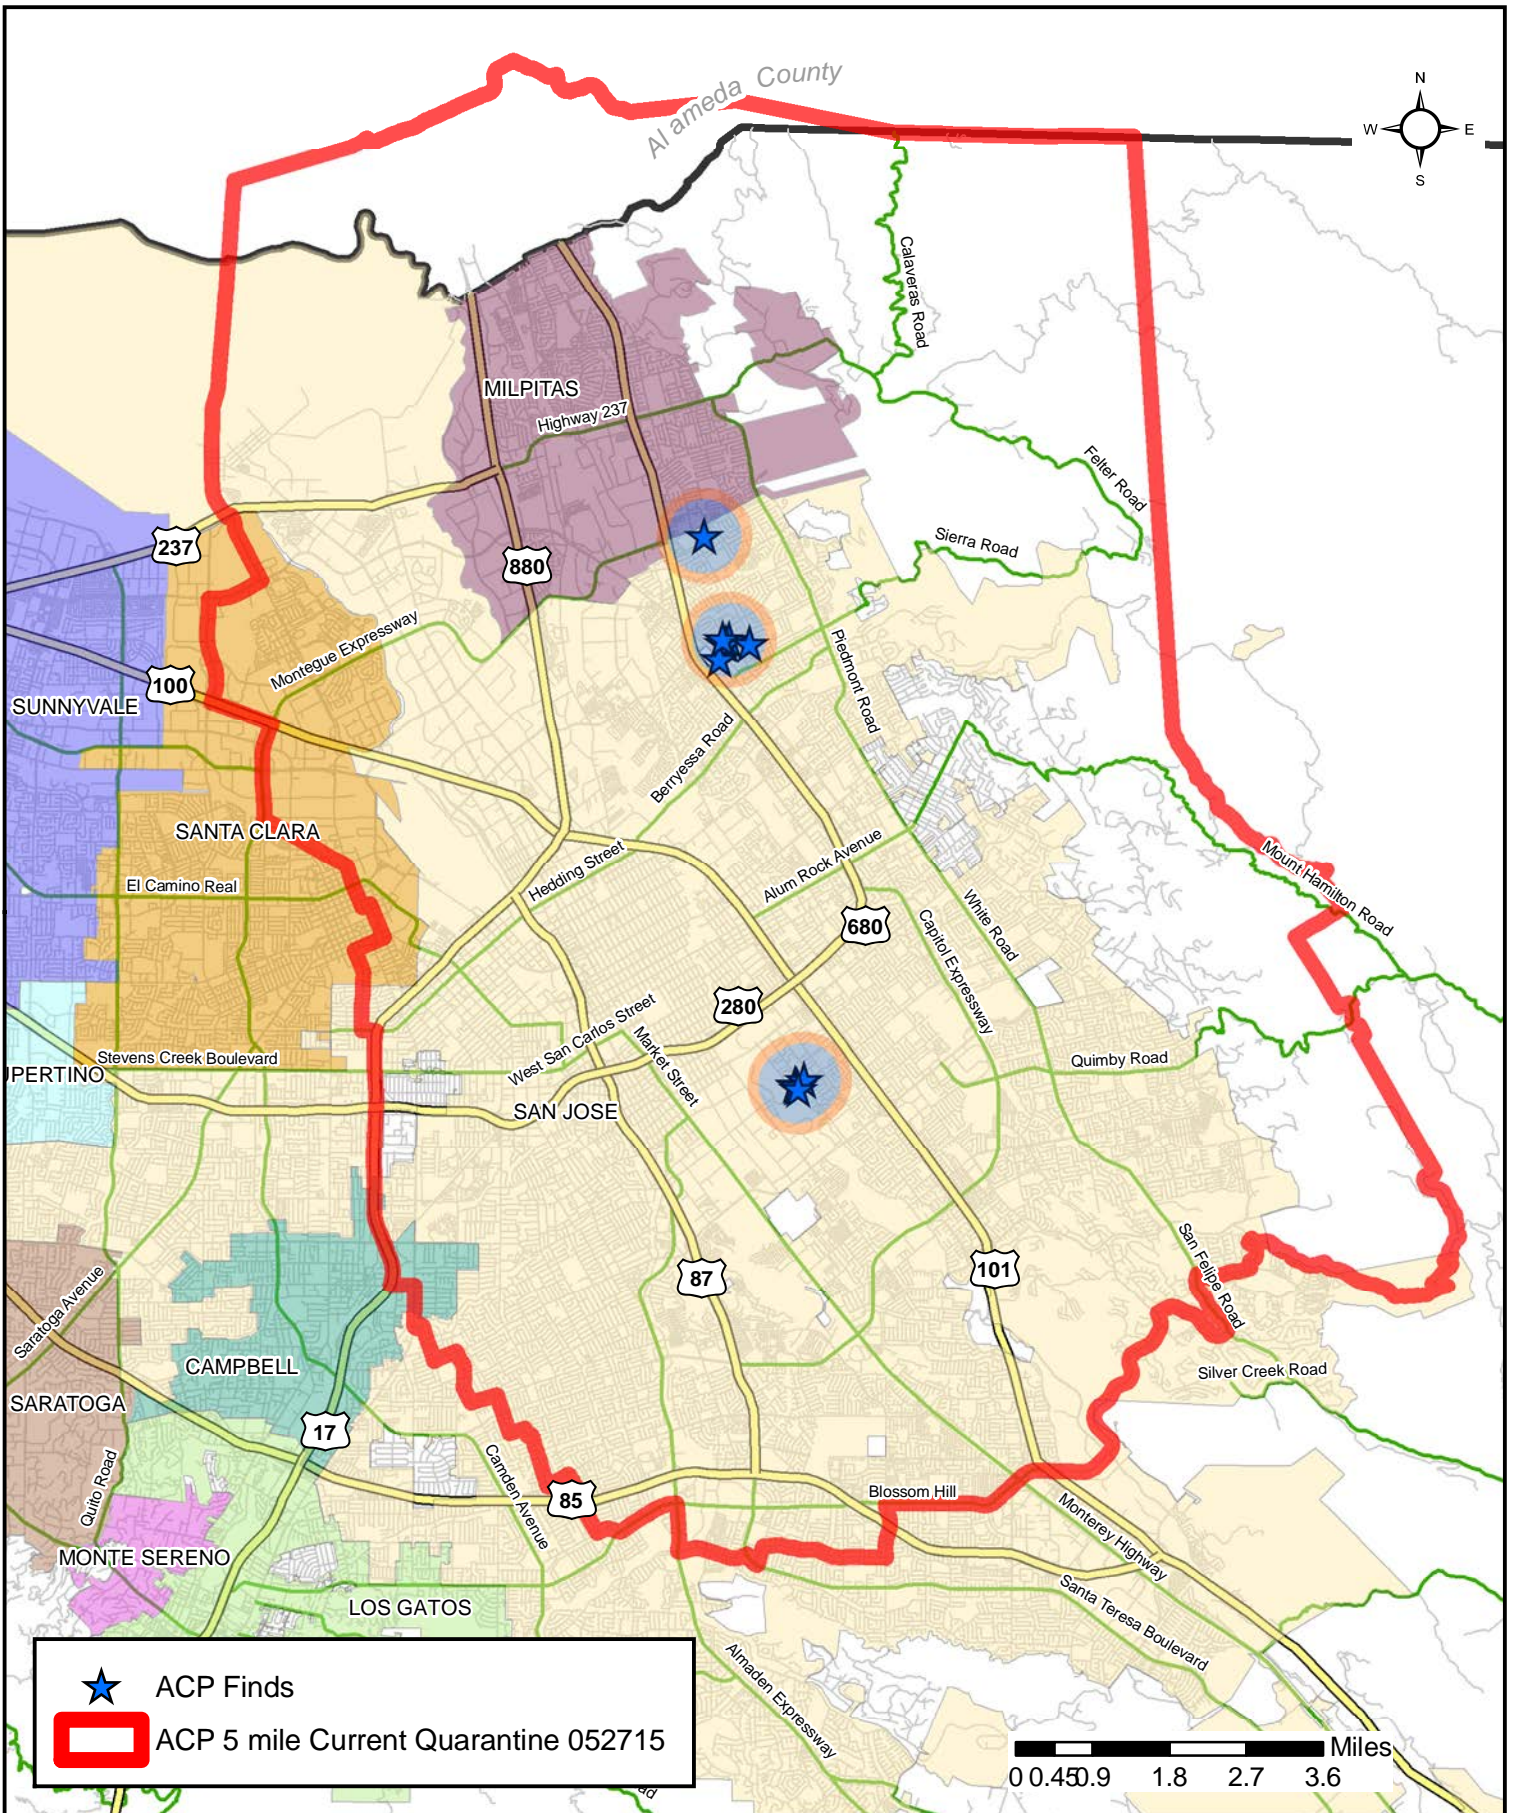 Alameda County
N
W E
S
Calaveras Road
MILPITAS
Highway 237
Felter Road
Sierra Road
237
880
Montegue Expressway
Piedmont Road
100
SUNNYVALE
Berryessa Road
SANTA CLARA
Hedding Street
Alum Rock Avenue
Mount Hamilton Road
El Camino Real
White Road
680
Capitol Expressway
280
West San Carlos Street
Market Street
Stevens Creek Boulevard
Quimby Road
UPERTINO
SAN JOSE
San Felipe Road
87
101
Saratoga Avenue
CAMPBELL
Silver Creek Road
SARATOGA
17
Quito Road
Camden Avenue
85
Blossom Hill
Monterey Highway
MONTE SERENO
Santa Teresa Boulevard
LOS GATOS
Almaden Expressway
ACP Finds
ACP 5 mile Current Quarantine 052715
Miles
0 0.45 0.9 1.8 2.7 3.6
ad